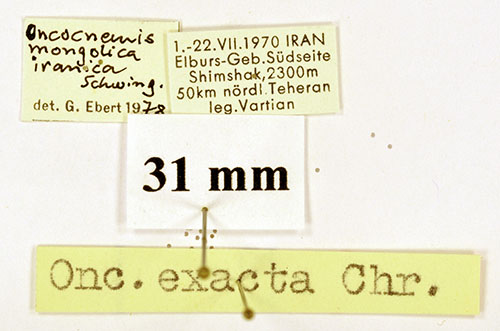 Oncocnemis
mongolica
iranica
Schwing.
det. G. Ebert 1978
1.-22.VII.1970 IRAN
Elburs-Geb. Südseite
Shimshak, 2300m
50km nördl. Teheran
leg. Vartian
31 mm
Onc. exacta Chr.